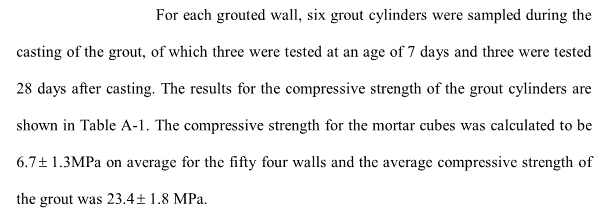 For each grouted wall, six grout cylinders were sampled during the
casting of the grout, of which three were tested at an age of 7 days and three were tested
28 days after casting. The results for the compressive strength of the grout cylinders are
shown in Table A-1. The compressive strength for the mortar cubes was calculated to be
6.7± 1.3MPa on average for the fifty four walls and the average compressive strength of
the grout was 23.4± 1.8 MPa.